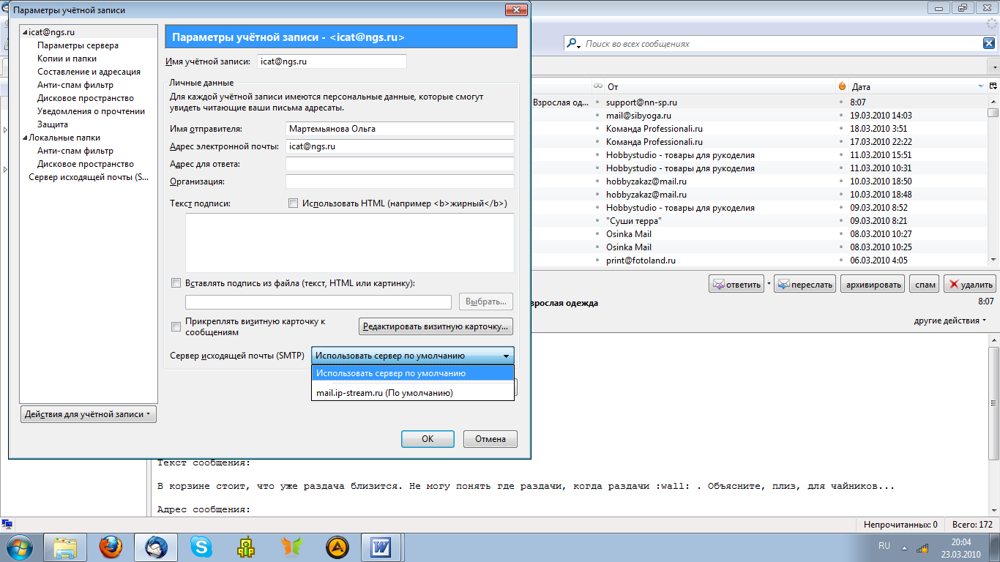 Параметры учётной записи
icat@ngs.ru
Параметры сервера
Копии и папки
Составление и адресация
Анти-спам фильтр
Дисковое пространство
Уведомления о прочтении
Защита
Локальные папки
Анти-спам фильтр
Дисковое пространство
Сервер исходящей почты (S...
Действия для учётной записи
Параметры учётной записи - <icat@ngs.ru>
Имя учётной записи: icat@ngs.ru
Личные данные
Для каждой учётной записи имеются персональные данные, которые смогут
увидеть читающие ваши письма адресаты.
Имя отправителя: Мартемьянова Ольга
Адрес электронной почты: icat@ngs.ru
Адрес для ответа:
Организация:
Текст подписи: Использовать HTML (например <b>жирный</b>)
Вставлять подпись из файла (текст, HTML или картинку):
Выбрать...
Прикреплять визитную карточку к
сообщениям
Редактировать визитную карточку...
Сервер исходящей почты (SMTP) Использовать сервер по умолчанию
Использовать сервер по умолчанию
mail.ip-stream.ru (По умолчанию)
OK Отмена
Поиск во всех сообщениях
От Дата
Взрослая од... support@nn-sp.ru 8:07
mail@sibyoga.ru 19.03.2010 14:03
Команда Professionali.ru 18.03.2010 3:51
Команда Professionali.ru 17.03.2010 22:22
Hobbystudio - товары для рукоделия 11.03.2010 15:51
Hobbystudio - товары для рукоделия 11.03.2010 10:31
hobbyzakaz@mail.ru 10.03.2010 18:50
hobbyzakaz@mail.ru 10.03.2010 18:48
Hobbystudio - товары для рукоделия 09.03.2010 8:52
"Суши терра" 09.03.2010 8:21
Osinka Mail 08.03.2010 10:27
Osinka Mail 08.03.2010 10:25
print@fotoland.ru 06.03.2010 4:05
ответить переслать архивировать спам удалить
зрослая одежда 8:07
другие действия
Текст сообщения:
В корзине стоит, что уже раздача близится. Не могу понять где раздачи, когда раздачи :wall: . Объясните, плиз, для чайников...
Адрес сообщения:
Непрочитанных: 0 Всего: 172
RU 20:04
23.03.2010